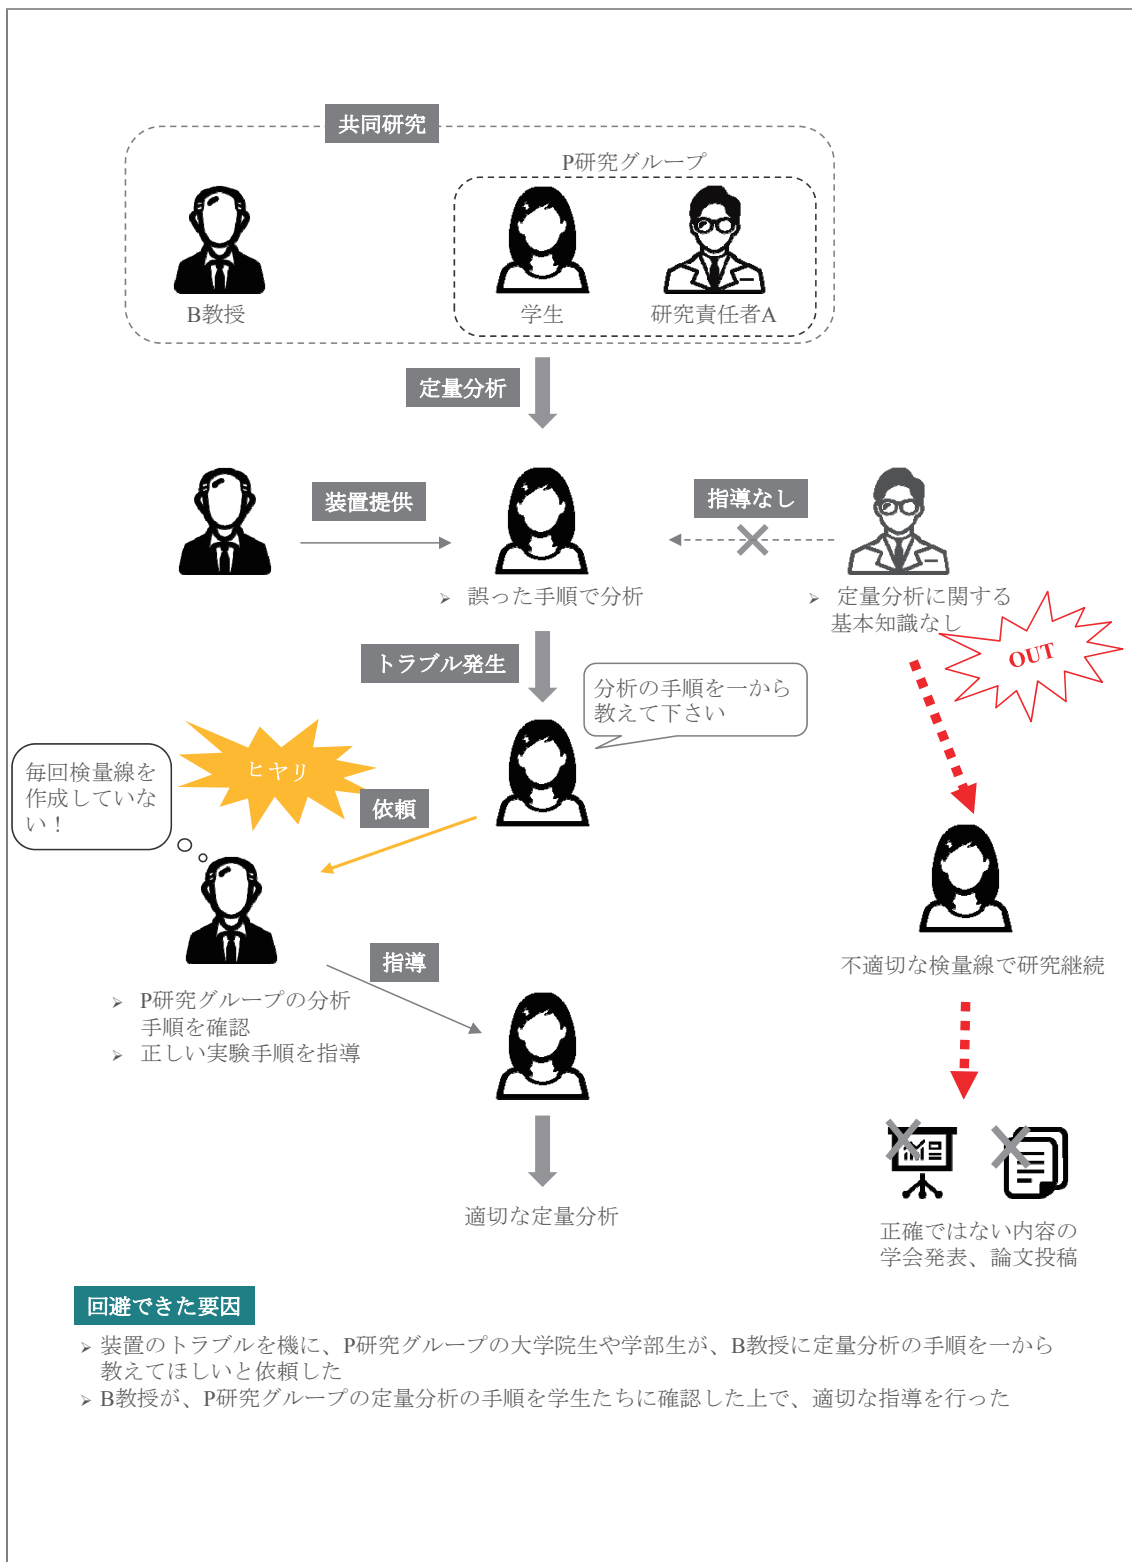 共同研究
P研究グループ
B教授
学生
研究責任者A
定量分析
装置提供
指導なし
➢ 誤った手順で分析
➢ 定量分析に関する
基本知識なし
OUT
トラブル発生
分析の手順を一から
教えて下さい
ヒヤリ
毎回検量線を
作成していな
い！
依頼
不適切な検量線で研究継続
指導
➢ P研究グループの分析
手順を確認
➢ 正しい実験手順を指導
適切な定量分析
正確ではない内容の
学会発表、論文投稿
回避できた要因
➢ 装置のトラブルを機に、P研究グループの大学院生や学部生が、B教授に定量分析の手順を一から
教えてほしいと依頼した
➢ B教授が、P研究グループの定量分析の手順を学生たちに確認した上で、適切な指導を行った